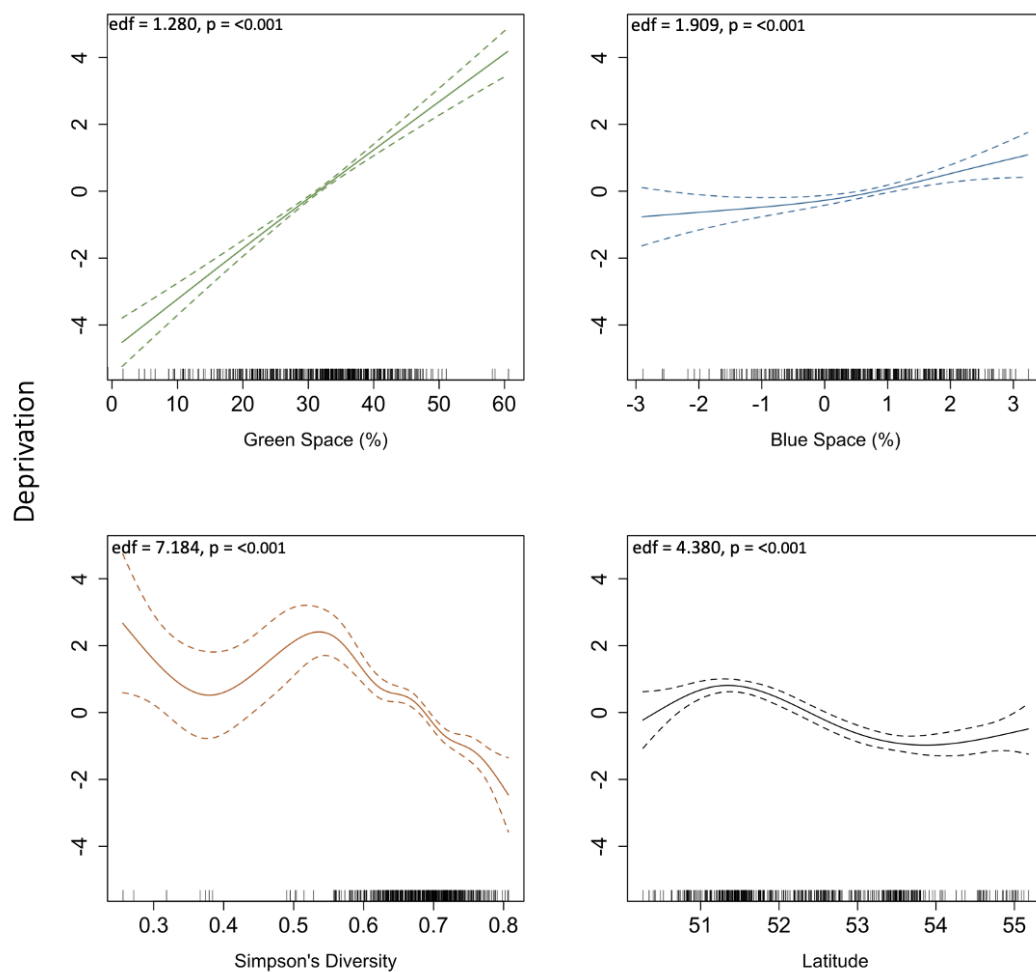 edf = 1.280, p = <0.001
4
2
0
-2
-4
0 10 20 30 40 50 60
Green Space (%)
edf = 1.909, p = <0.001
4
2
0
-2
-4
-3 -2 -1 0 1 2 3
Blue Space (%)
Deprivation
edf = 7.184, p = <0.001
4
2
0
-2
-4
0.3 0.4 0.5 0.6 0.7 0.8
Simpson's Diversity
edf = 4.380, p = <0.001
4
2
0
-2
-4
51 52 53 54 55
Latitude